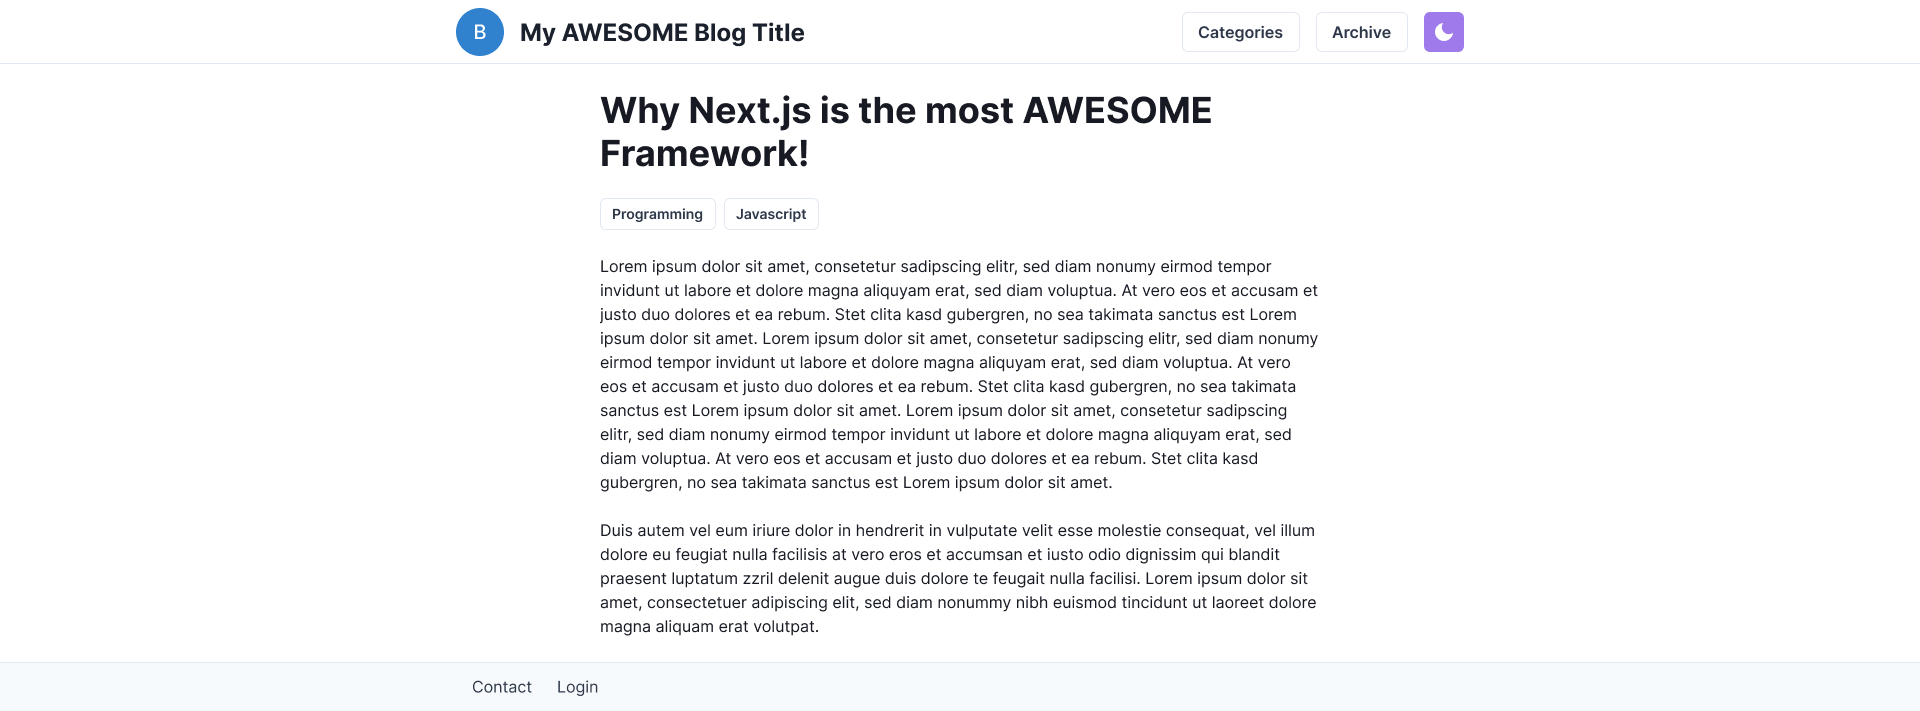 B
My AWESOME Blog Title
Categories
Archive
Why Next.js is the most AWESOME
Framework!
Programming
Javascript
Lorem ipsum dolor sit amet, consetetur sadipscing elitr, sed diam nonumy eirmod tempor
invidunt ut labore et dolore magna aliquyam erat, sed diam voluptua. At vero eos et accusam et
justo duo dolores et ea rebum. Stet clita kasd gubergren, no sea takimata sanctus est Lorem
ipsum dolor sit amet. Lorem ipsum dolor sit amet, consetetur sadipscing elitr, sed diam nonumy
eirmod tempor invidunt ut labore et dolore magna aliquyam erat, sed diam voluptua. At vero
eos et accusam et justo duo dolores et ea rebum. Stet clita kasd gubergren, no sea takimata
sanctus est Lorem ipsum dolor sit amet. Lorem ipsum dolor sit amet, consetetur sadipscing
elitr, sed diam nonumy eirmod tempor invidunt ut labore et dolore magna aliquyam erat, sed
diam voluptua. At vero eos et accusam et justo duo dolores et ea rebum. Stet clita kasd
gubergren, no sea takimata sanctus est Lorem ipsum dolor sit amet.
Duis autem vel eum iriure dolor in hendrerit in vulputate velit esse molestie consequat, vel illum
dolore eu feugiat nulla facilisis at vero eros et accumsan et iusto odio dignissim qui blandit
praesent luptatum zzril delenit augue duis dolore te feugait nulla facilisi. Lorem ipsum dolor sit
amet, consectetuer adipiscing elit, sed diam nonummy nibh euismod tincidunt ut laoreet dolore
magna aliquam erat volutpat.
Contact
Login